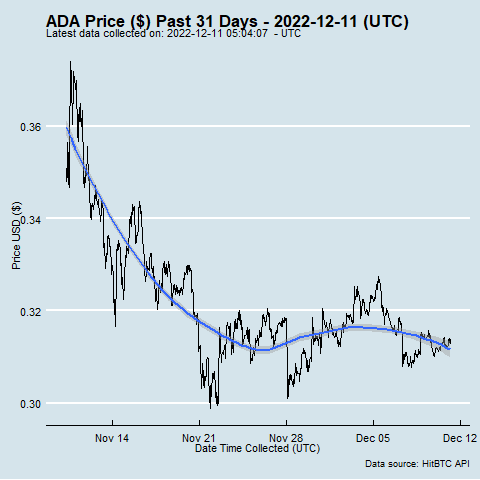 ADA Price ($) Past 31 Days - 2022-12-11 (UTC)
Latest data collected on: 2022-12-11 05:04:07 - UTC
0.36
0.34
0.32
0.30
Price USD ($)
Nov 14 Nov 21 Nov 28 Dec 05 Dec 12
Date Time Collected (UTC)
Data source: HitBTC API